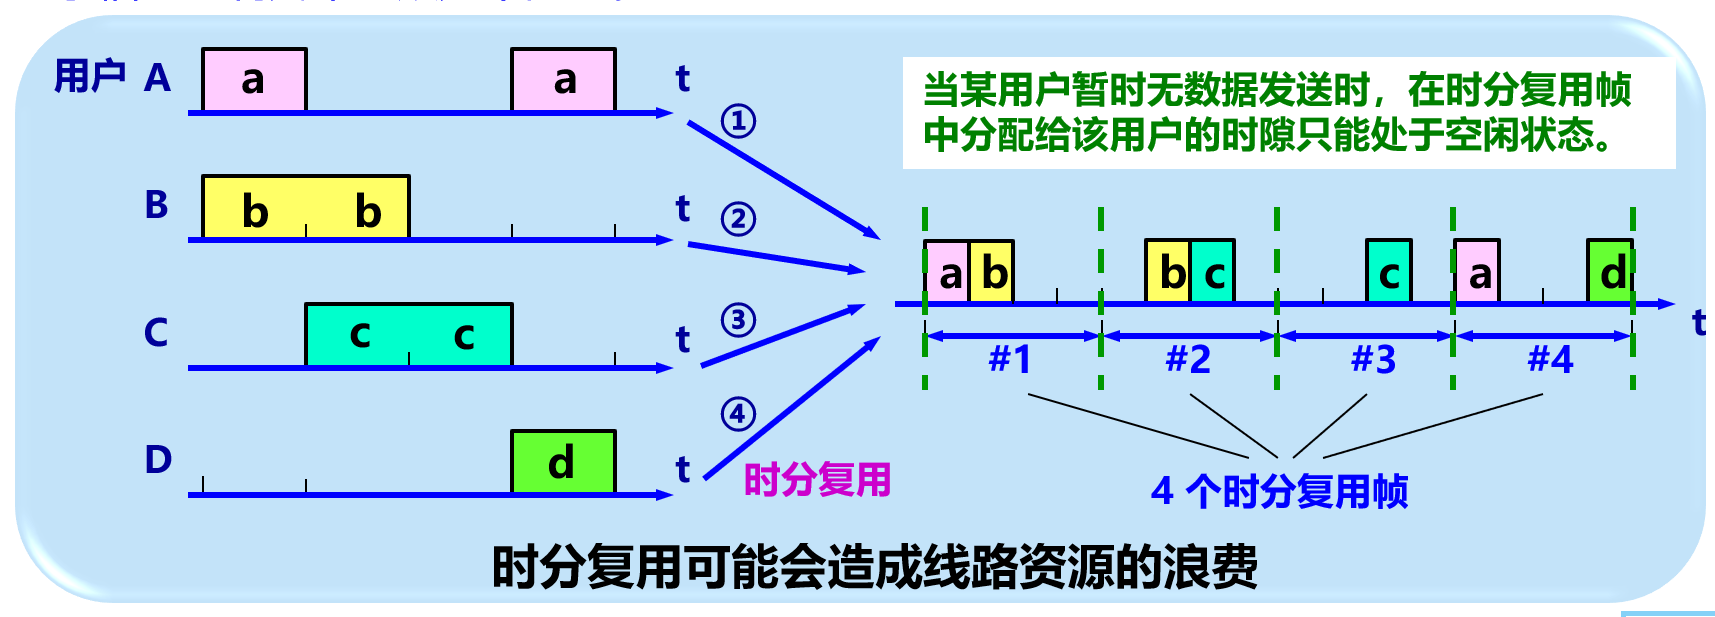 用户 A a a t
①
当某用户暂时无数据发送时，在时分复用帧
中分配给该用户的时隙只能处于空闲状态。
B b b t
②
a b b c c a d
t
C c c t
③
#1 #2 #3 #4
④
D d t
时分复用
4 个时分复用帧
时分复用可能会造成线路资源的浪费